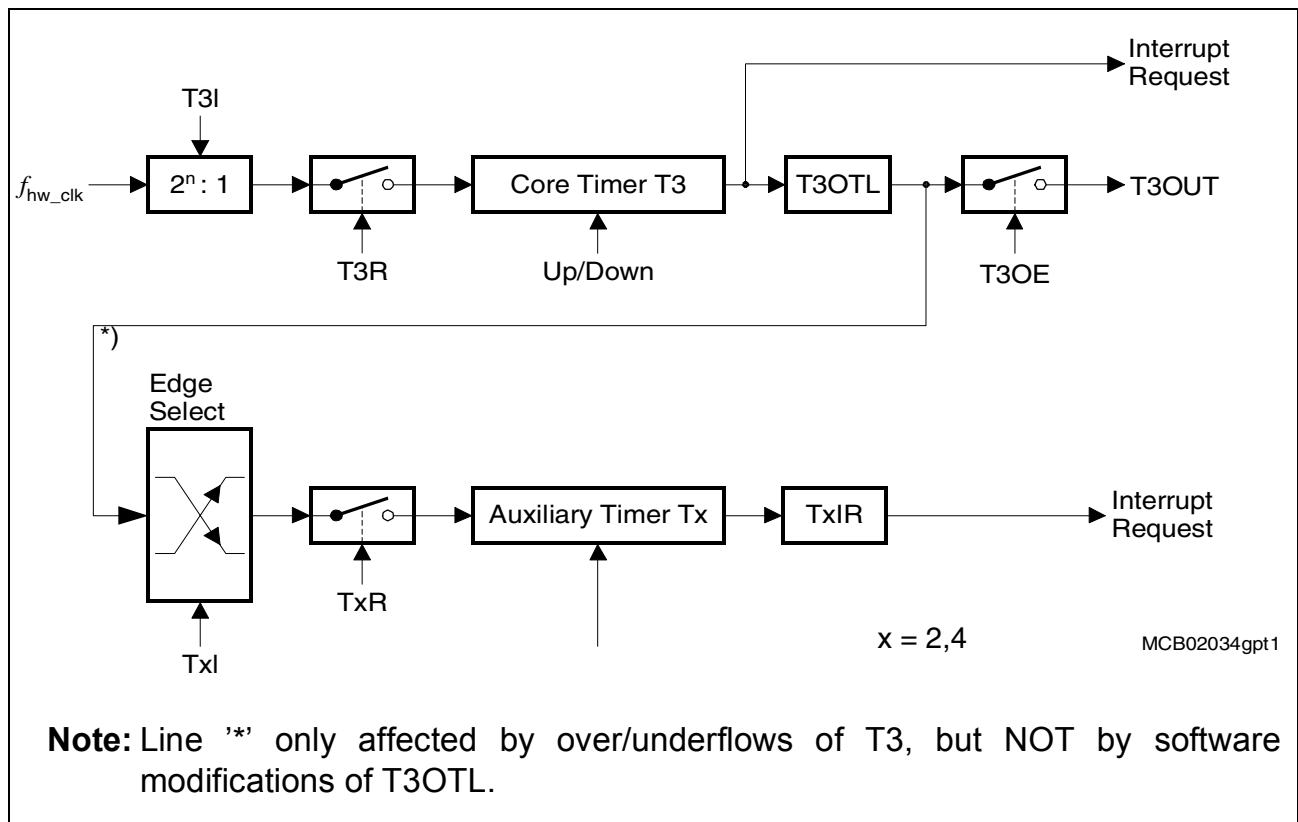 Interrupt
Request
T3I
fhw_clk
2ⁿ : 1
Core Timer T3
T3OTL
T3OUT
T3R
Up/Down
T3OE
*)
Edge
Select
Auxiliary Timer Tx
TxIR
Interrupt
Request
TxR
TxI
x = 2,4
MCB02034gpt1
Note: Line ’*’ only affected by over/underflows of T3, but NOT by software
modifications of T3OTL.